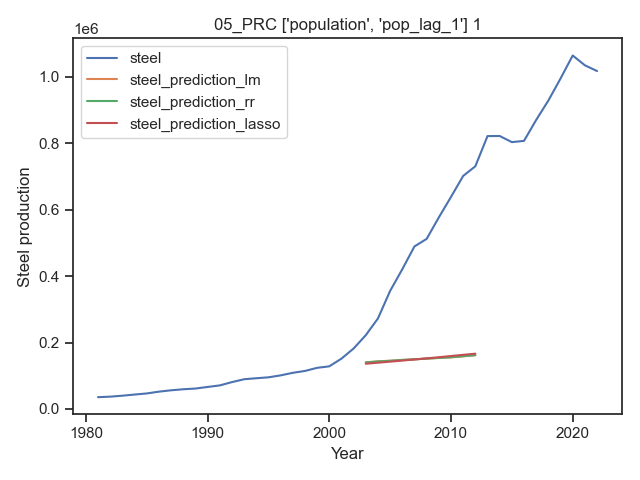 05_PRC ['population', 'pop_lag_1'] 1
1e6
steel
steel_prediction_lm
steel_prediction_rr
steel_prediction_lasso
Steel production
1.0
0.8
0.6
0.4
0.2
0.0
1980 1990 2000 2010 2020
Year